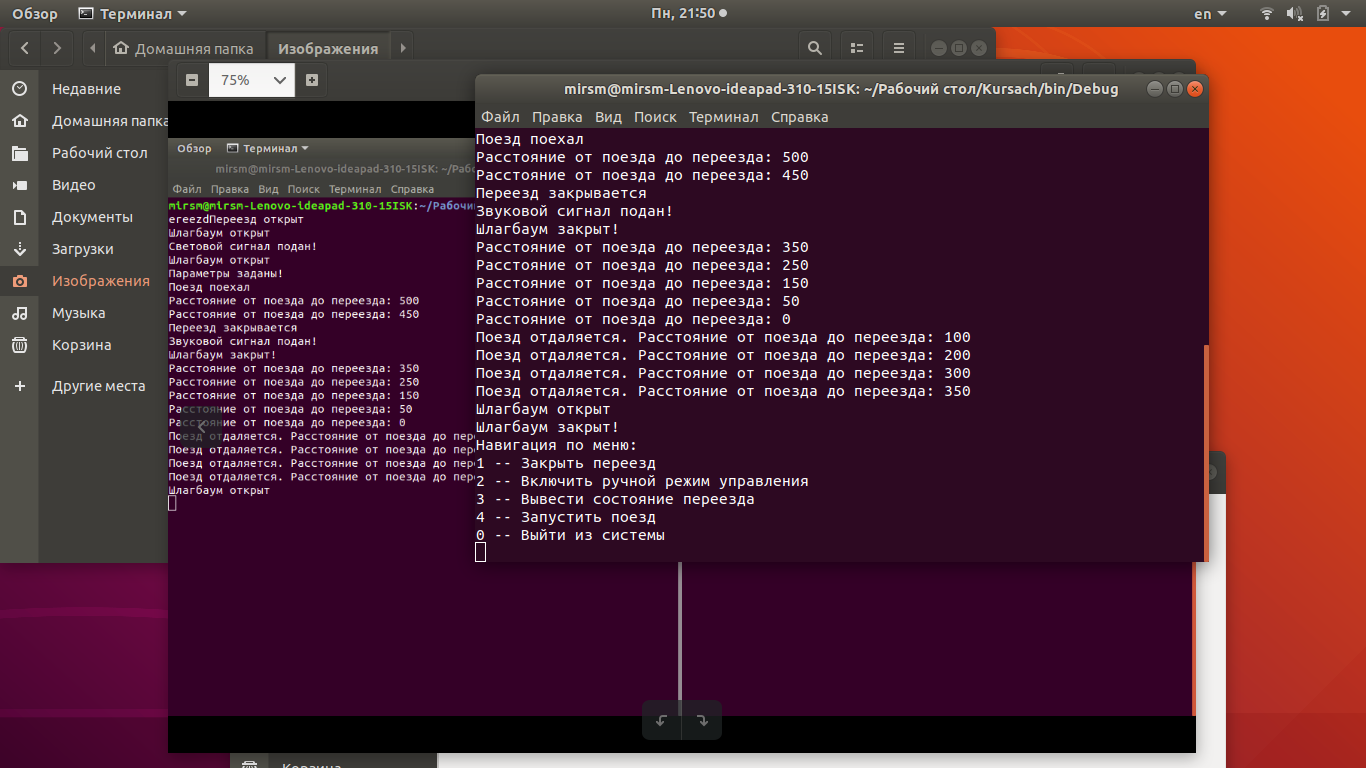 Обзор Терминал Пн, 21:50 en
Домашняя папка Изображения
Недавние
Домашняя папка
Рабочий стол
Видео
Документы
Загрузки
Изображения
Музыка
Корзина
Другие места
75%
Обзор Терминал
mirsm@mirsm-Lenovo-ideapad-310-15ISK: ~/Рабо
Файл Правка Вид Поиск Терминал Справка
mirsm@mirsm-Lenovo-ideapad-310-15ISK:~/Рабочи
ereezdПереезд открыт
Шлагбаум открыт
Световой сигнал подан!
Шлагбаум открыт
Параметры заданы!
Поезд поехал
Расстояние от поезда до переезда: 500
Расстояние от поезда до переезда: 450
Переезд закрывается
Звуковой сигнал подан!
Шлагбаум закрыт!
Расстояние от поезда до переезда: 350
Расстояние от поезда до переезда: 250
Расстояние от поезда до переезда: 150
Расстояние от поезда до переезда: 50
Расстояние от поезда до переезда: 0
Поезд отдаляется. Расстояние от поезда до пере
Поезд отдаляется. Расстояние от поезда до пере
Поезд отдаляется. Расстояние от поезда до пере
Поезд отдаляется. Расстояние от поезда до пере
Шлагбаум открыт
mirsm@mirsm-Lenovo-ideapad-310-15ISK: ~/Рабочий стол/Kursach/bin/Debug
Файл Правка Вид Поиск Терминал Справка
Поезд поехал
Расстояние от поезда до переезда: 500
Расстояние от поезда до переезда: 450
Переезд закрывается
Звуковой сигнал подан!
Шлагбаум закрыт!
Расстояние от поезда до переезда: 350
Расстояние от поезда до переезда: 250
Расстояние от поезда до переезда: 150
Расстояние от поезда до переезда: 50
Расстояние от поезда до переезда: 0
Поезд отдаляется. Расстояние от поезда до переезда: 100
Поезд отдаляется. Расстояние от поезда до переезда: 200
Поезд отдаляется. Расстояние от поезда до переезда: 300
Поезд отдаляется. Расстояние от поезда до переезда: 350
Шлагбаум открыт
Шлагбаум закрыт!
Навигация по меню:
1 -- Закрыть переезд
2 -- Включить ручной режим управления
3 -- Вывести состояние переезда
4 -- Запустить поезд
0 -- Выйти из системы
Корзина